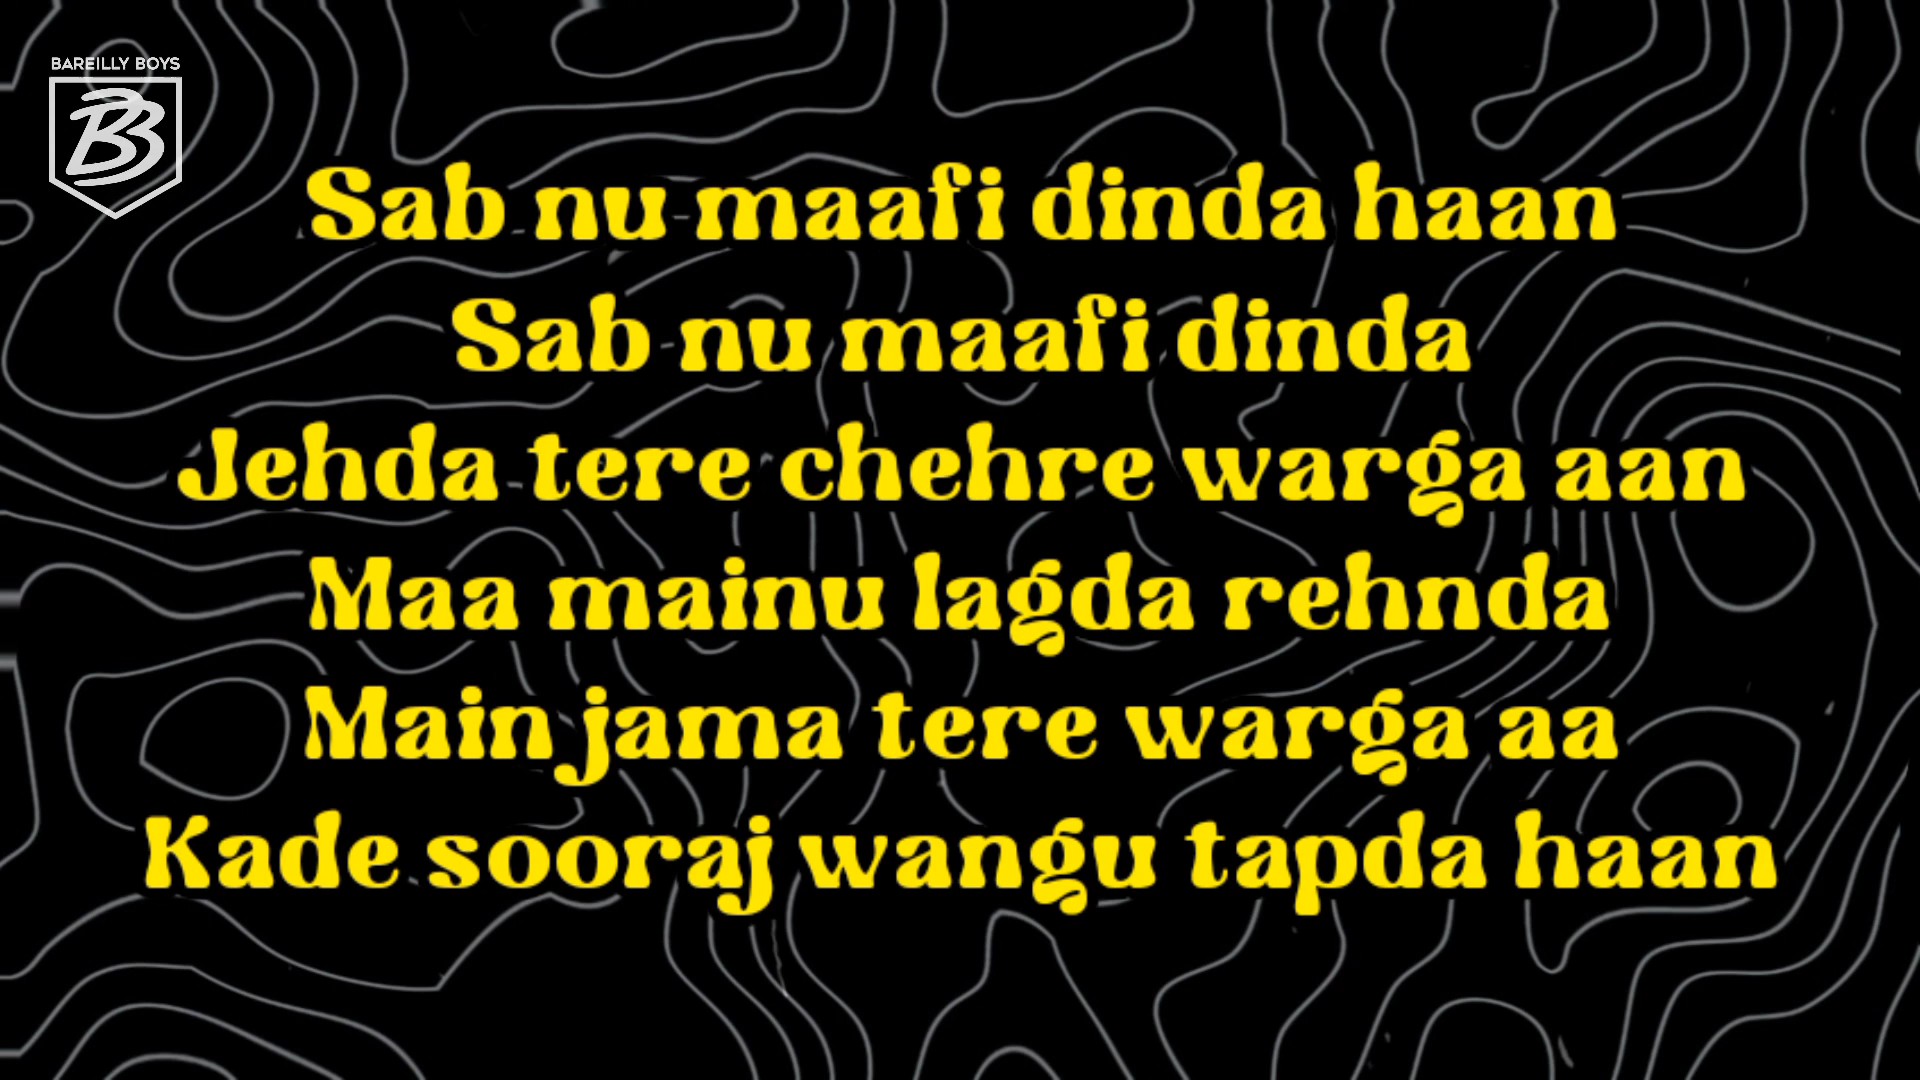 BAREILLY BOYS
BB
Sab nu maafi dinda haan
Sab nu maafi dinda
Jehda tere chehre warga aan
Maa mainu lagda rehnda
Main jama tere warga aa
Kade sooraj wangu tapda haan